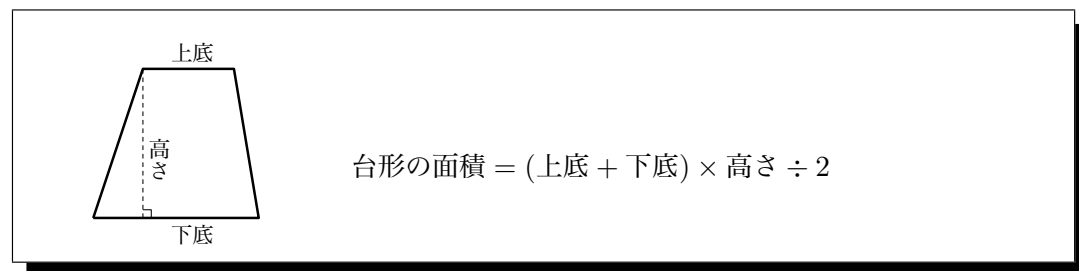 上底
高さ
台形の面積 = (上底 + 下底) × 高さ ÷ 2
下底